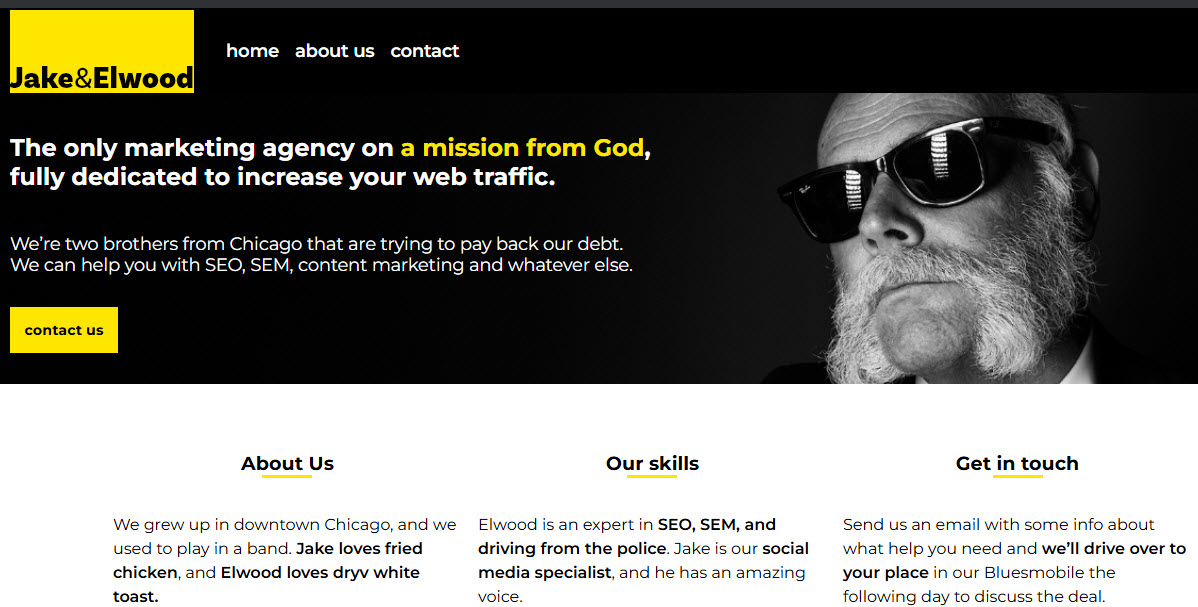 Jake&Elwood
home about us contact
The only marketing agency on a mission from God,
fully dedicated to increase your web traffic.
We’re two brothers from Chicago that are trying to pay back our debt.
We can help you with SEO, SEM, content marketing and whatever else.
contact us
Ray-Ban
About Us
We grew up in downtown Chicago, and we
used to play in a band. Jake loves fried
chicken, and Elwood loves dryv white
toast.
Our skills
Elwood is an expert in SEO, SEM, and
driving from the police. Jake is our social
media specialist, and he has an amazing
voice.
Get in touch
Send us an email with some info about
what help you need and we’ll drive over to
your place in our Bluesmobile the
following day to discuss the deal.